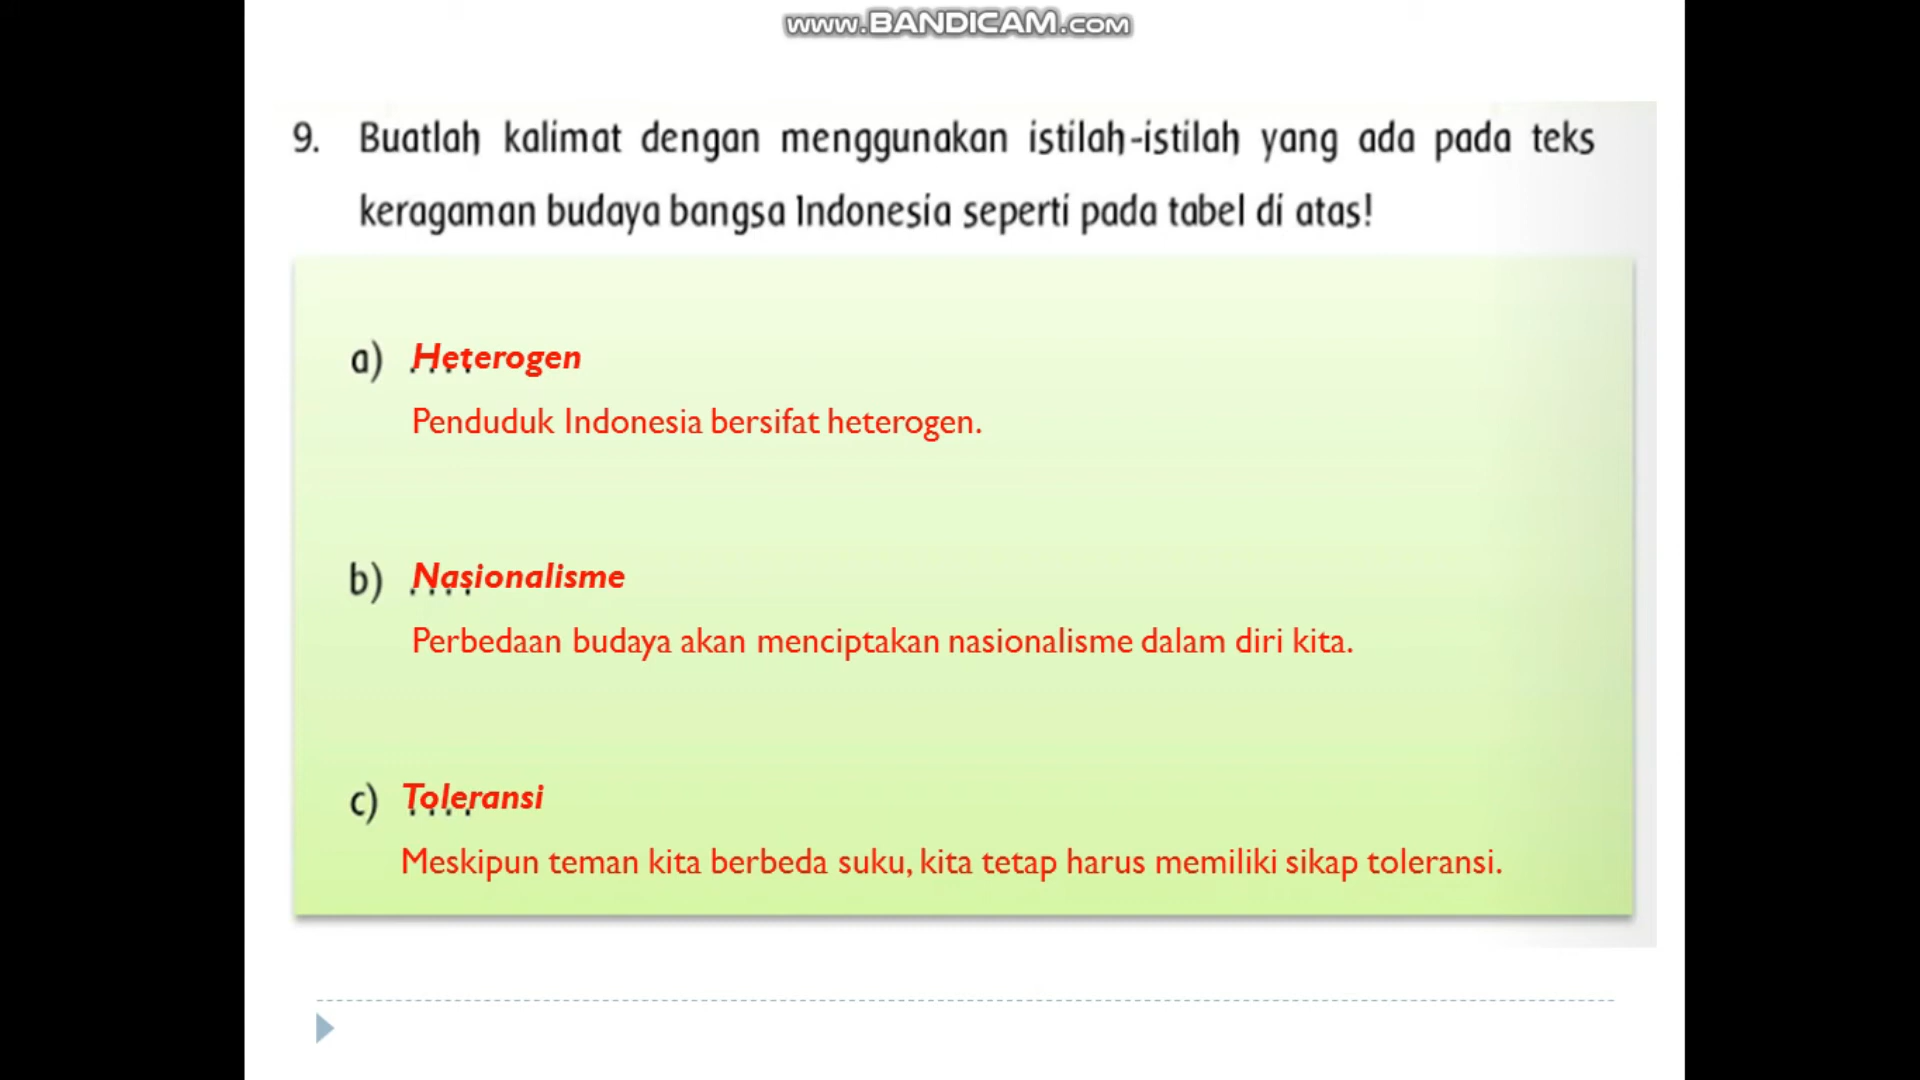 www.BANDICAM.com
9. Buatlah kalimat dengan menggunakan istilah-istilah yang ada pada teks
keragaman budaya bangsa Indonesia seperti pada tabel di atas!
a) ....Heterogen
Penduduk Indonesia bersifat heterogen.
b) ....Nasionalisme
Perbedaan budaya akan menciptakan nasionalisme dalam diri kita.
c) ....Toleransi
Meskipun teman kita berbeda suku, kita tetap harus memiliki sikap toleransi.